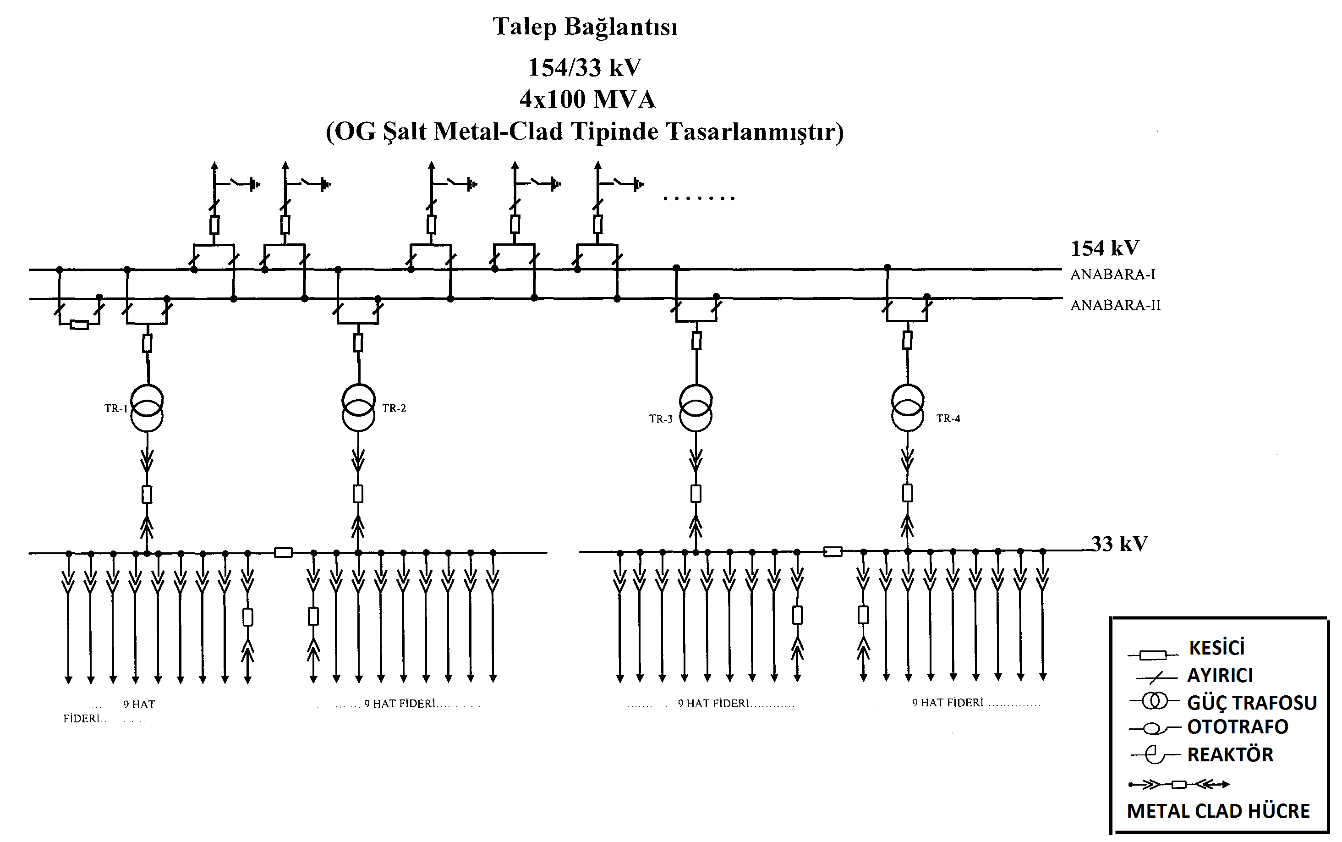 Talep Bağlantısı
154/33 kV
4x100 MVA
(OG Şalt Metal-Clad Tipinde Tasarlanmıştır)
.......
154 kV
ANABARA-I
ANABARA-II
TR-1
TR-2
TR-3
TR-4
33 kV
... 9 HAT
FİDERİ.. . . . .
. ... ... 9 HAT FİDERİ... . ... .
....... . 9 HAT FİDERİ...........
9 HAT FİDERİ ..............
KESİCİ
AYIRICI
GÜÇ TRAFOSU
OTOTRAFO
REAKTÖR
METAL CLAD HÜCRE